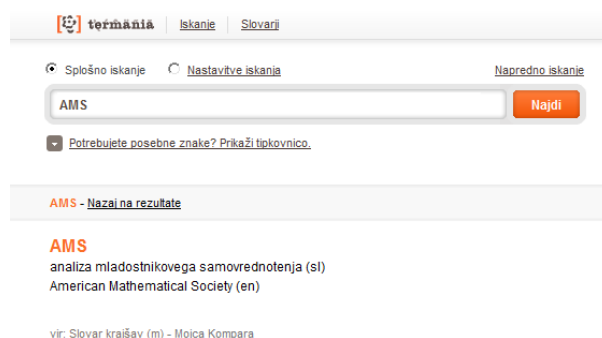 termania Iskanje Slovarji
Splošno iskanje Nastavitve iskanja Napredno iskanje
AMS Najdi
Potrebujete posebne znake? Prikaži tipkovnico.
AMS - Nazaj na rezultate
AMS
analiza mladostnikovega samovrednotenja (sl)
American Mathematical Society (en)
vir: Slovar krajšav (m) - Mojca Kompara